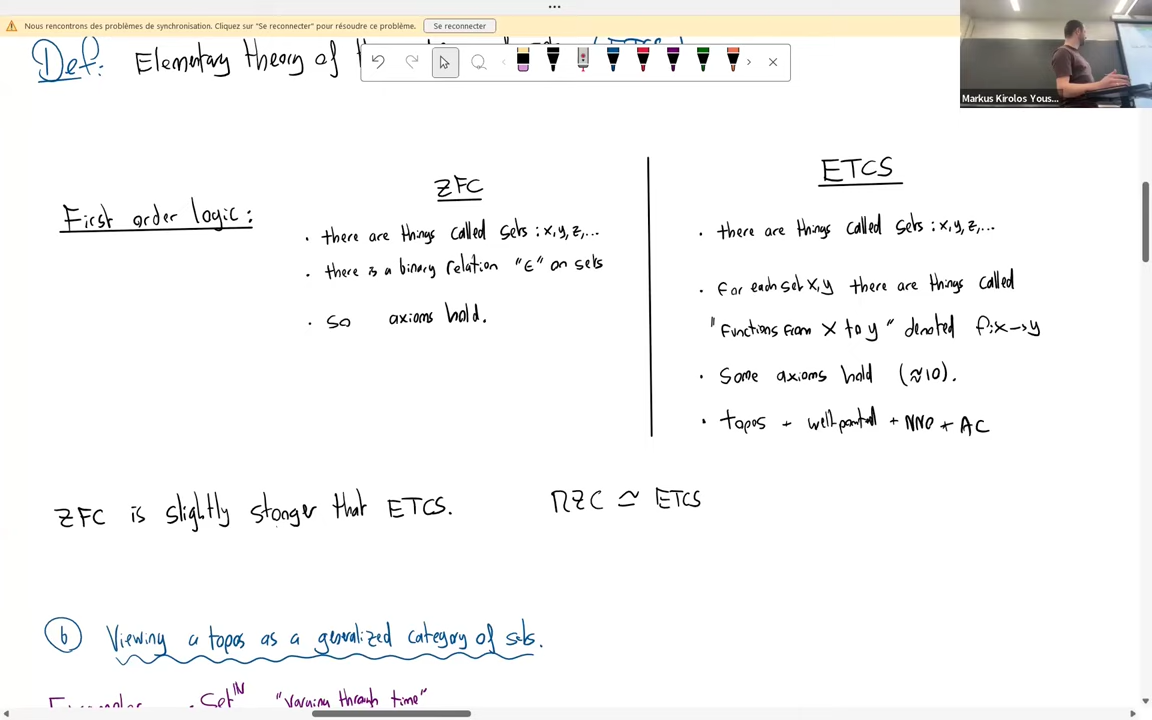 Nous rencontrons des problèmes de synchronisation. Cliquez sur "Se reconnecter" pour résoudre ce problème.
Se reconnecter
Markus Kirolos Yous...
Def: Elementary theory of
First order logic:
ZFC
. there are things called sets : x, y, z,...
. there is a binary relation "∈" on sets
. so axioms hold.
ETCS
. there are things called sets : x, y, z,...
. For each set x, y there are things called
"functions from x to y" denoted f: x → y
. Some axioms hold (≈10).
. topos + well-pointed + NNO + AC
ZFC is slightly stonger that ETCS.
≃ ETCS
6 Viewing a topos as a generalized category of sets.
Examples . Set^ℕ "varying through time"